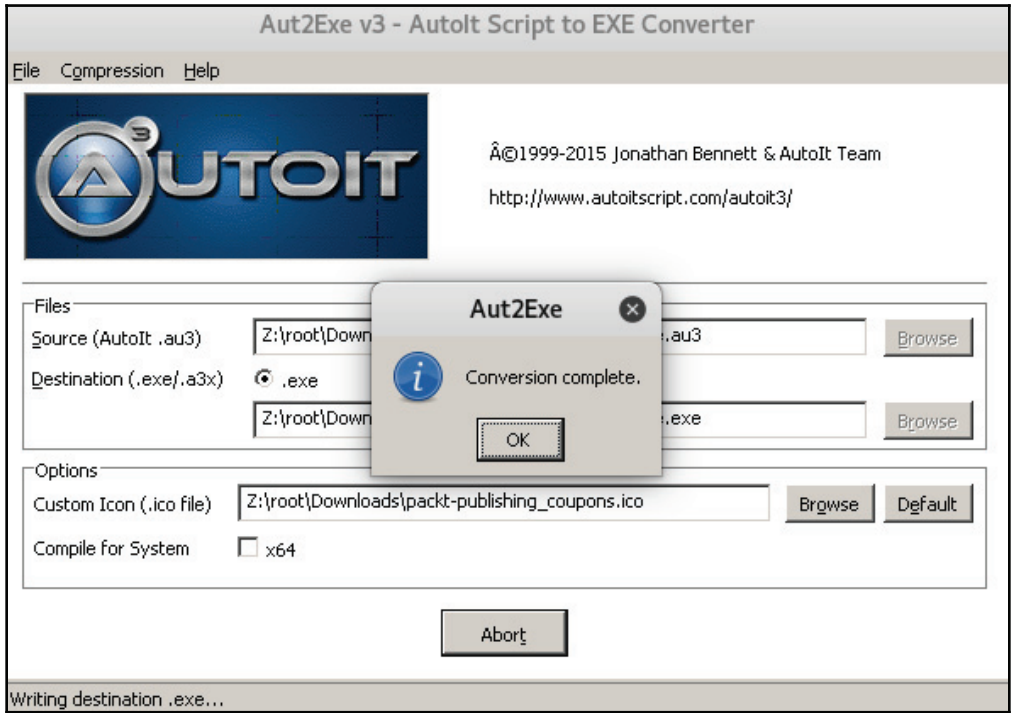 Aut2Exe v3 - AutoIt Script to EXE Converter
File Compression Help
AUTOIT
3
Â©1999-2015 Jonathan Bennett & AutoIt Team
http://www.autoitscript.com/autoit3/
Files
Source (AutoIt .au3)
Z:\root\Down
.au3
Browse
Destination (.exe/.a3x)
.exe
Z:\root\Down
.exe
Browse
Aut2Exe
i
Conversion complete.
OK
Options
Custom Icon (.ico file)
Z:\root\Downloads\packt-publishing_coupons.ico
Browse
Default
Compile for System
x64
Abort
Writing destination .exe...